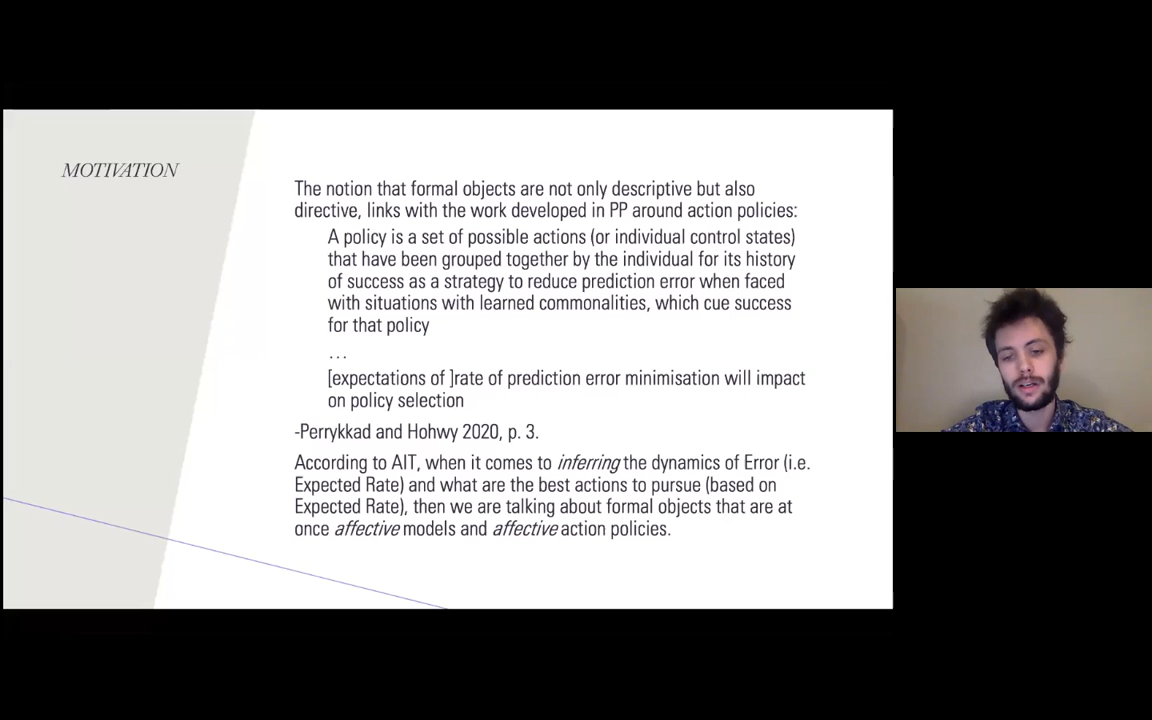 MOTIVATION
The notion that formal objects are not only descriptive but also
directive, links with the work developed in PP around action policies:
A policy is a set of possible actions (or individual control states)
that have been grouped together by the individual for its history
of success as a strategy to reduce prediction error when faced
with situations with learned commonalities, which cue success
for that policy
…
[expectations of ]rate of prediction error minimisation will impact
on policy selection
-Perrykkad and Hohwy 2020, p. 3.
According to AIT, when it comes to inferring the dynamics of Error (i.e.
Expected Rate) and what are the best actions to pursue (based on
Expected Rate), then we are talking about formal objects that are at
once affective models and affective action policies.